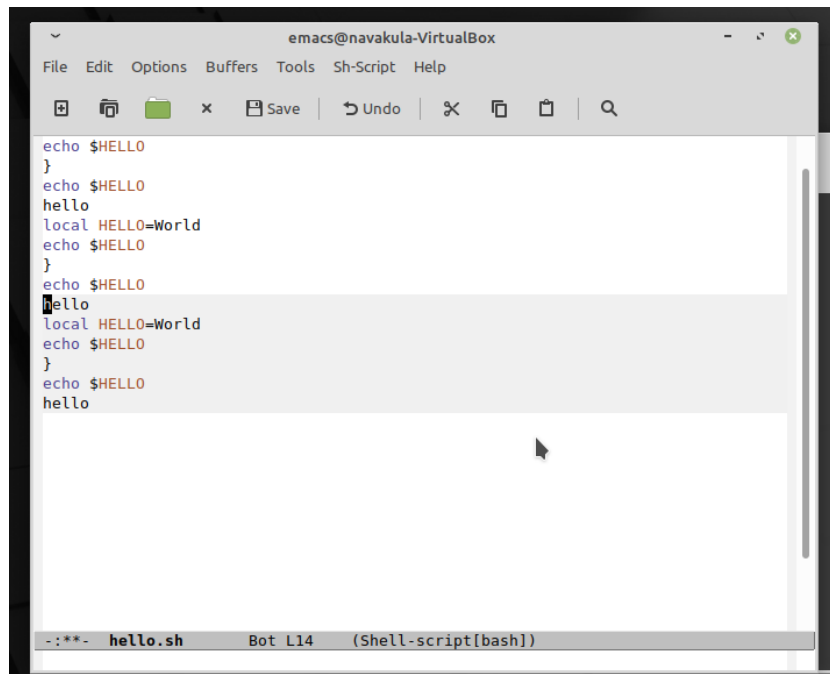 emacs@navakula-VirtualBox
File Edit Options Buffers Tools Sh-Script Help
Save Undo
echo $HELLO
}
echo $HELLO
hello
local HELLO=World
echo $HELLO
}
echo $HELLO
hello
local HELLO=World
echo $HELLO
}
echo $HELLO
hello
-:**- hello.sh Bot L14 (Shell-script[bash])